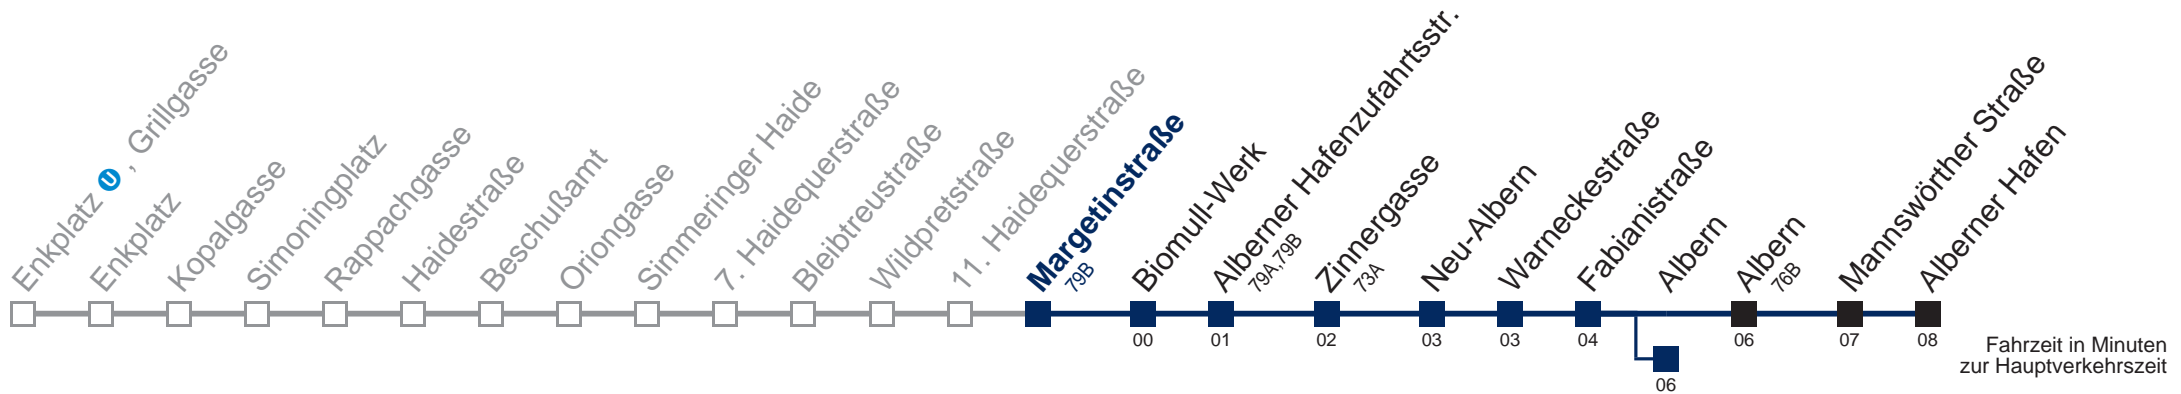 Enkplatz U , Grillgasse
Enkplatz
Kopalgasse
Simoningplatz
Rappachgasse
Haidestraße
Beschußamt
Oriongasse
Simmeringer Haide
7. Haidequerstraße
Bleibtreustraße
Wildpretstraße
11. Haidequerstraße
Margetinstraße
79B
Biomull-Werk
Alberner Hafenzufahrtsstr.
79A,79B
Zinnergasse
73A
Neu-Albern
Warneckestraße
Fabianistraße
Albern
Albern
76B
Mannswörther Straße
Alberner Hafen
00
01
02
03
03
04
06
07
08
06
Fahrzeit in Minuten
zur Hauptverkehrszeit